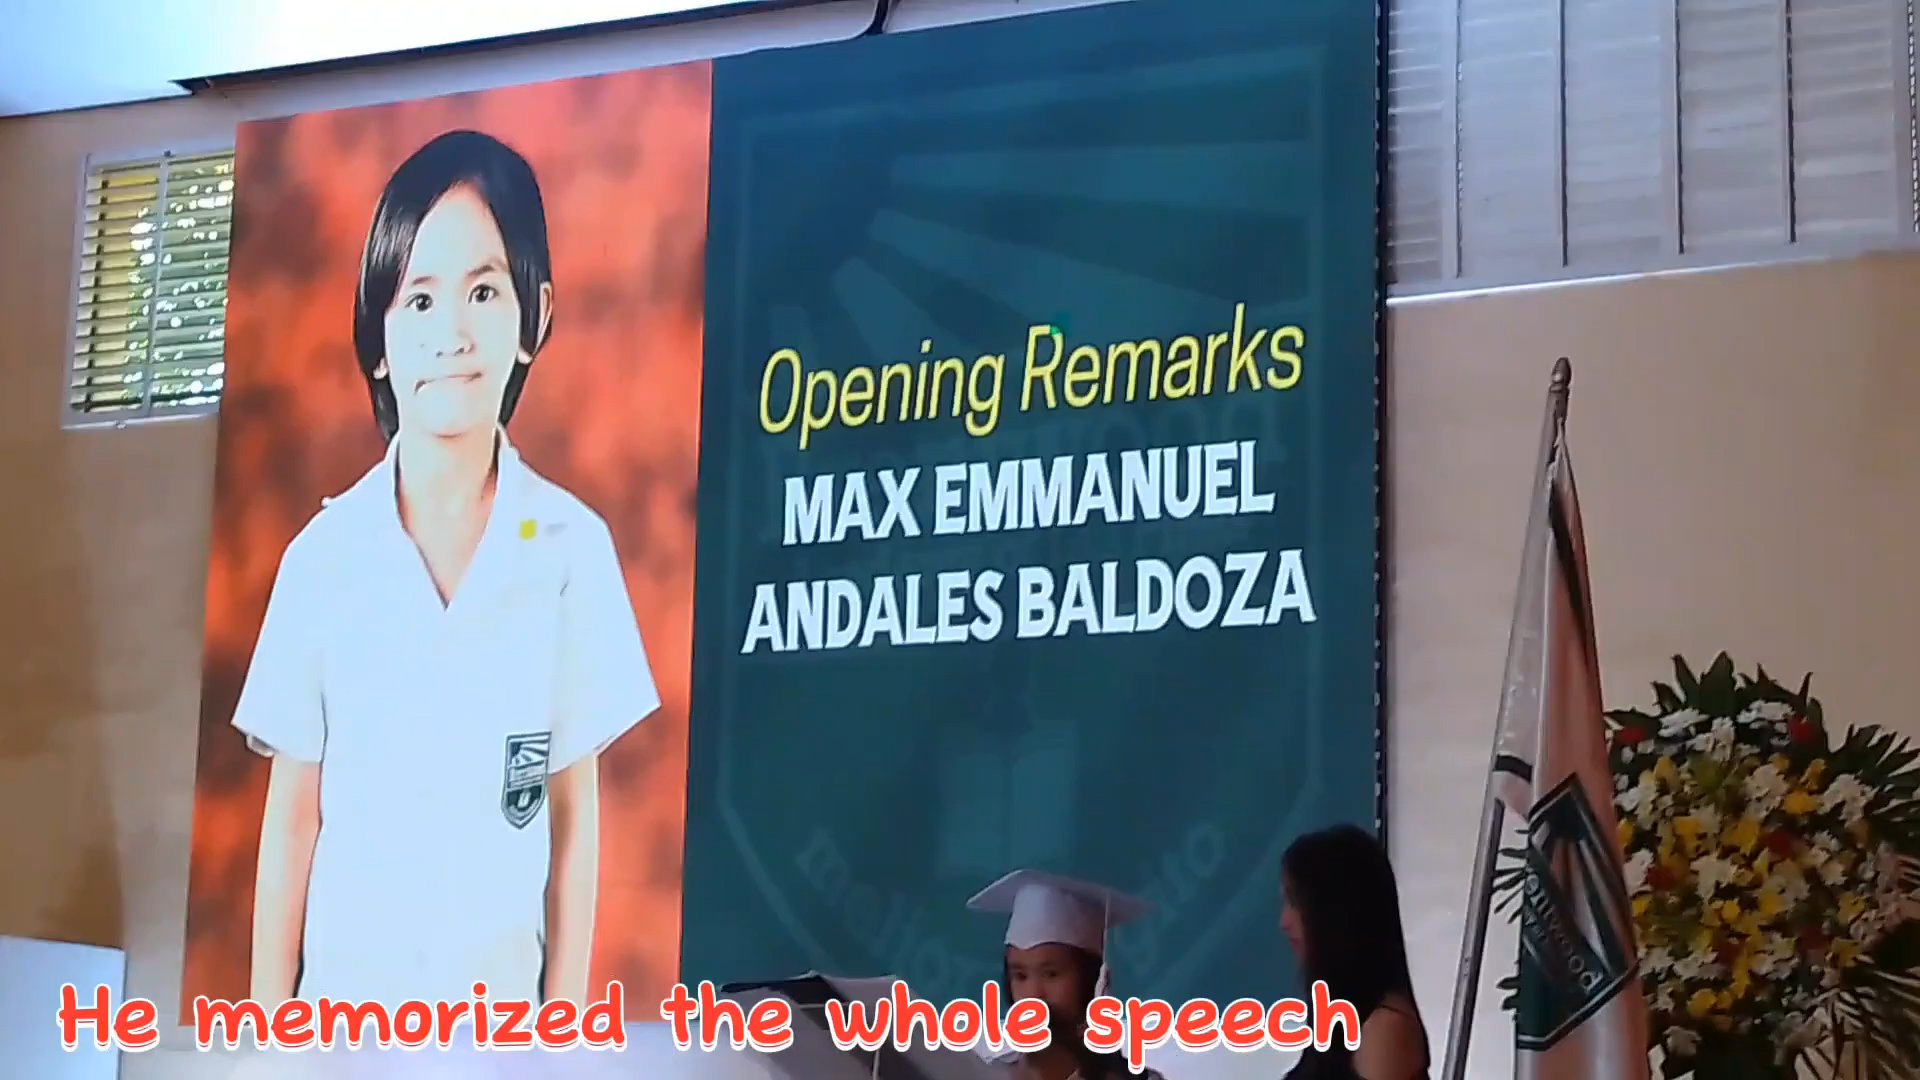 Opening Remarks
MAX EMMANUEL
ANDALES BALDOZA
He memorized the whole speech